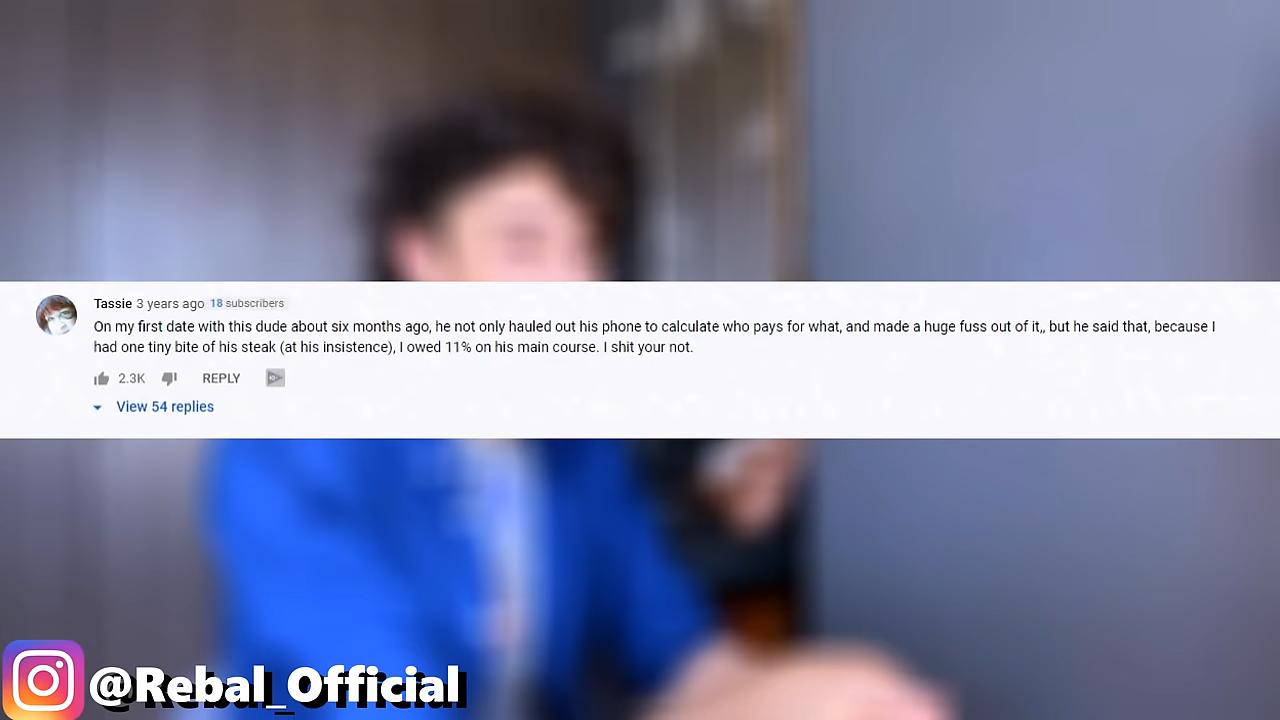 Tassie 3 years ago 18 subscribers
On my first date with this dude about six months ago, he not only hauled out his phone to calculate who pays for what, and made a huge fuss out of it,, but he said that, because I
had one tiny bite of his steak (at his insistence), I owed 11% on his main course. I shit your not.
2.3K REPLY
View 54 replies
@Rebal_Official